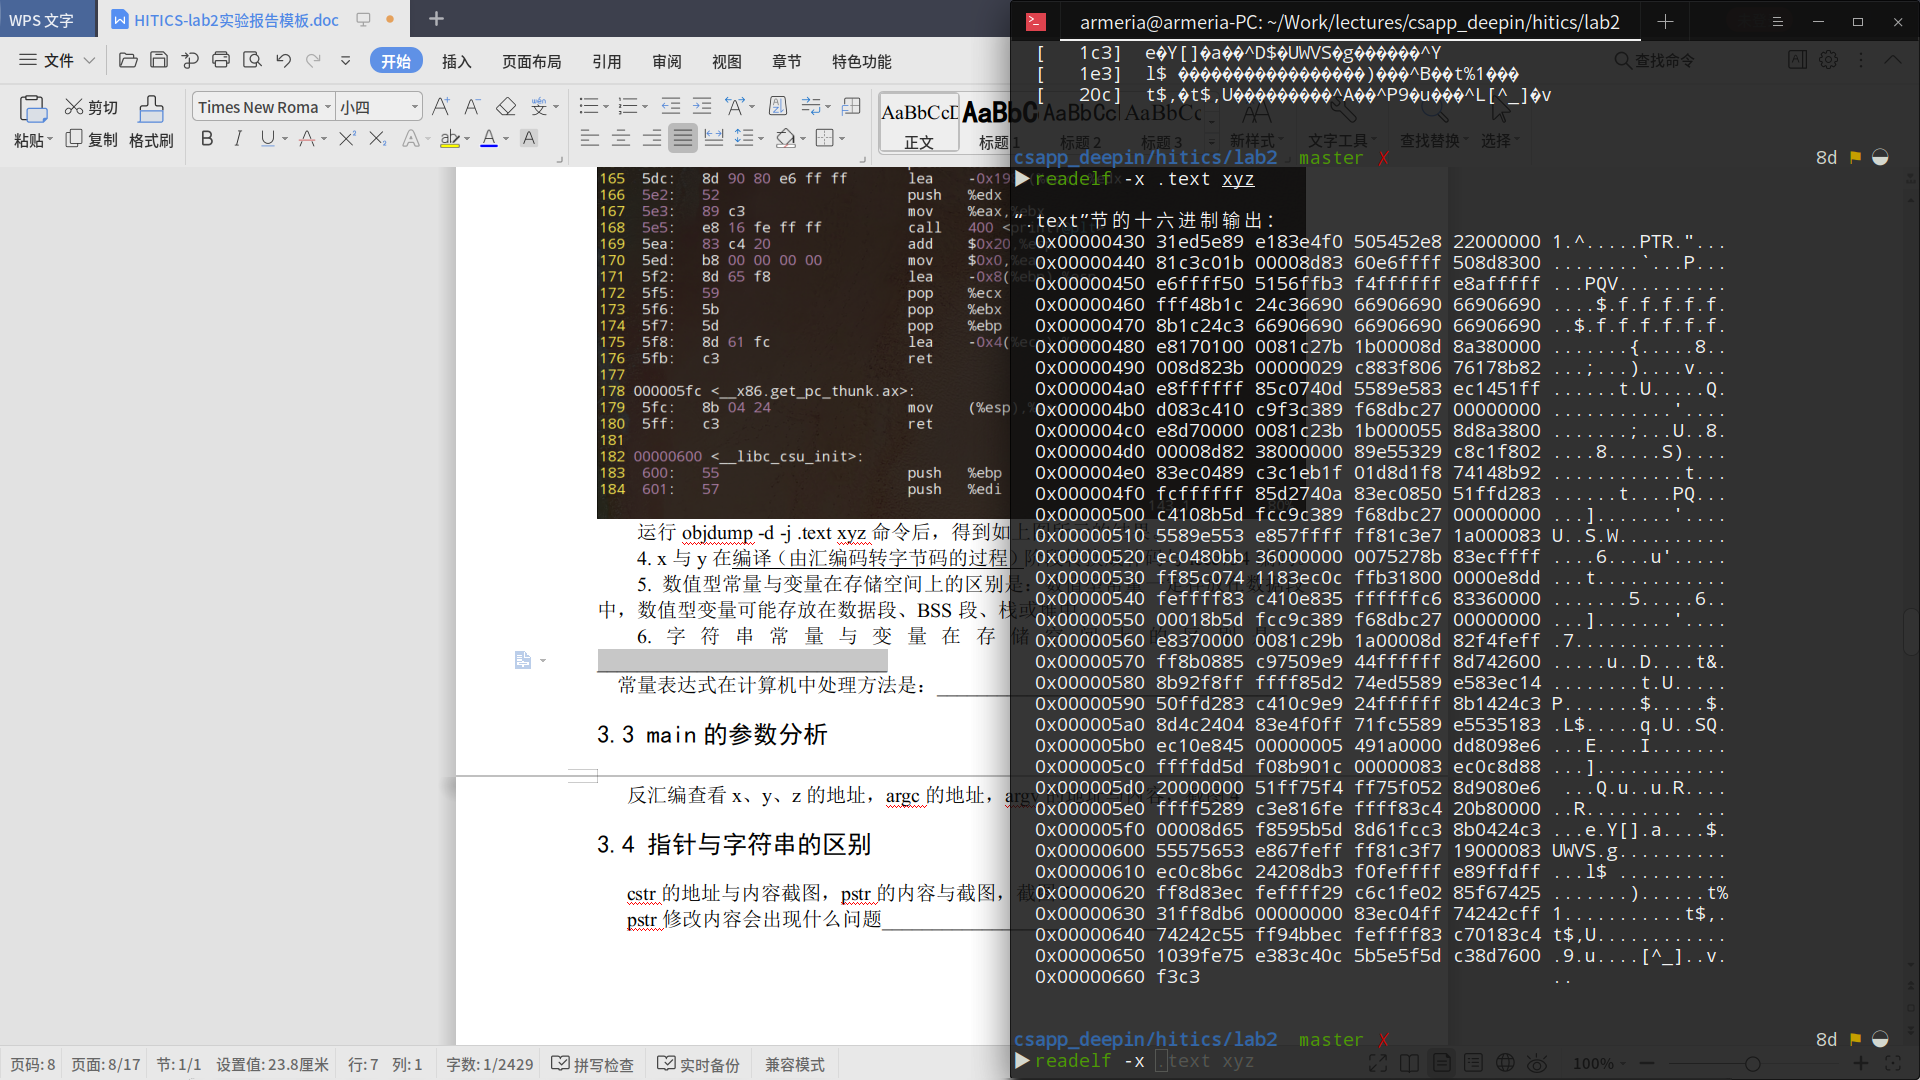 WPS 文字
HITICS-lab2实验报告模板.doc
文件
开始
插入
页面布局
引用
审阅
视图
章节
特色功能
查找命令
粘贴
剪切
复制
格式刷
Times New Roma
小四
AaBbCcD
正文
AaBbC
标题 1
AaBbCc
标题 2
AaBbCc
标题 3
新样式
文字工具
查找替换
选择
165 5dc: 8d 90 80 e6 ff ff lea
166 5e2: 52 push %edx
167 5e3: 89 c3 mov
168 5e5: e8 16 fe ff ff call
169 5ea: 83 c4 20 add
170 5ed: b8 00 00 00 00 mov
171 5f2: 8d 65 f8 lea
172 5f5: 59 pop %ecx
173 5f6: 5b pop %ebx
174 5f7: 5d pop %ebp
175 5f8: 8d 61 fc lea
176 5fb: c3 ret
177
178 000005fc <__x86.get_pc_thunk.ax>:
179 5fc: 8b 04 24 mov
180 5ff: c3 ret
181
182 00000600 <__libc_csu_init>:
183 600: 55 push %ebp
184 601: 57 push %edi
运行 objdump -d -j .text xyz 命令后，得到如
4. x 与 y 在编译（由汇编码转字节码的过程）
5. 数值型常量与变量在存储空间上的区别是：
中，数值型变量可能存放在数据段、BSS 段、栈或
6. 字符串常量与变量在存
常量表达式在计算机中处理方法是：
3.3 main 的参数分析
反汇编查看 x、y、z 的地址，argc 的地址，
3.4 指针与字符串的区别
cstr 的地址与内容截图，pstr 的内容与截图，
pstr 修改内容会出现什么问题
页码: 8 页面: 8/17 节: 1/1 设置值: 23.8厘米 行: 7 列: 1 字数: 1/2429 拼写检查 实时备份 兼容模式
100%
armeria@armeria-PC: ~/Work/lectures/csapp_deepin/hitics/lab2
[ 1c3] e�Y[]�a��^D$�UWVS�g������^Y
[ 1e3] l$ ��������������������)���^B��t%1���
[ 20c] t$,�t$,U���������^A��^P9�u���^L[^_]�v
csapp_deepin/hitics/lab2 master X 8d
readelf -x .text xyz
“.text”节的十六进制输出：
0x00000430 31ed5e89 e183e4f0 505452e8 22000000 1.^.....PTR."...
0x00000440 81c3c01b 00008d83 60e6ffff 508d8300 ........`...P...
0x00000450 e6ffff50 5156ffb3 f4ffffff e8afffff ...PQV..........
0x00000460 fff48b1c 24c36690 66906690 66906690 ....$.f.f.f.f.f.
0x00000470 8b1c24c3 66906690 66906690 66906690 ..$.f.f.f.f.f.f.
0x00000480 e8170100 0081c27b 1b00008d 8a380000 .......{.....8..
0x00000490 008d823b 00000029 c883f806 76178b82 ...;...)....v...
0x000004a0 e8ffffff 85c0740d 5589e583 ec1451ff ......t.U.....Q.
0x000004b0 d083c410 c9f3c389 f68dbc27 00000000 ...........'....
0x000004c0 e8d70000 0081c23b 1b000055 8d8a3800 .......;...U..8.
0x000004d0 00008d82 38000000 89e55329 c8c1f802 ....8.....S)....
0x000004e0 83ec0489 c3c1eb1f 01d8d1f8 74148b92 ............t...
0x000004f0 fcffffff 85d2740a 83ec0850 51ffd283 ......t....PQ...
0x00000500 c4108b5d fcc9c389 f68dbc27 00000000 ...].......'....
0x00000510 5589e553 e857ffff ff81c3e7 1a000083 U..S.W..........
0x00000520 ec0480bb 36000000 0075278b 83ecffff ....6....u'.....
0x00000530 ff85c074 1183ec0c ffb31800 0000e8dd ...t............
0x00000540 feffff83 c410e835 ffffffc6 83360000 .......5.....6..
0x00000550 00018b5d fcc9c389 f68dbc27 00000000 ...].......'....
0x00000560 e8370000 0081c29b 1a00008d 82f4feff .7..............
0x00000570 ff8b0885 c97509e9 44ffffff 8d742600 .....u..D....t&.
0x00000580 8b92f8ff ffff85d2 74ed5589 e583ec14 ........t.U.....
0x00000590 50ffd283 c410c9e9 24ffffff 8b1424c3 P.......$.....$.
0x000005a0 8d4c2404 83e4f0ff 71fc5589 e5535183 .L$.....q.U..SQ.
0x000005b0 ec10e845 00000005 491a0000 dd8098e6 ...E....I.......
0x000005c0 ffffdd5d f08b901c 00000083 ec0c8d88 ...]............
0x000005d0 20000000 51ff75f4 ff75f052 8d9080e6  ...Q.u..u.R....
0x000005e0 ffff5289 c3e816fe ffff83c4 20b80000 ..R......... ...
0x000005f0 00008d65 f8595b5d 8d61fcc3 8b0424c3 ...e.Y[].a....$.
0x00000600 55575653 e867feff ff81c3f7 19000083 UWVS.g..........
0x00000610 ec0c8b6c 24208db3 f0feffff e89ffdff ...l$ ..........
0x00000620 ff8d83ec feffff29 c6c1fe02 85f67425 .......)......t%
0x00000630 31ff8db6 00000000 83ec04ff 74242cff 1...........t$,.
0x00000640 74242c55 ff94bbec feffff83 c70183c4 t$,U............
0x00000650 1039fe75 e383c40c 5b5e5f5d c38d7600 .9.u....[^_]..v.
0x00000660 f3c3 ..
csapp_deepin/hitics/lab2 master X 8d
readelf -x .text xyz